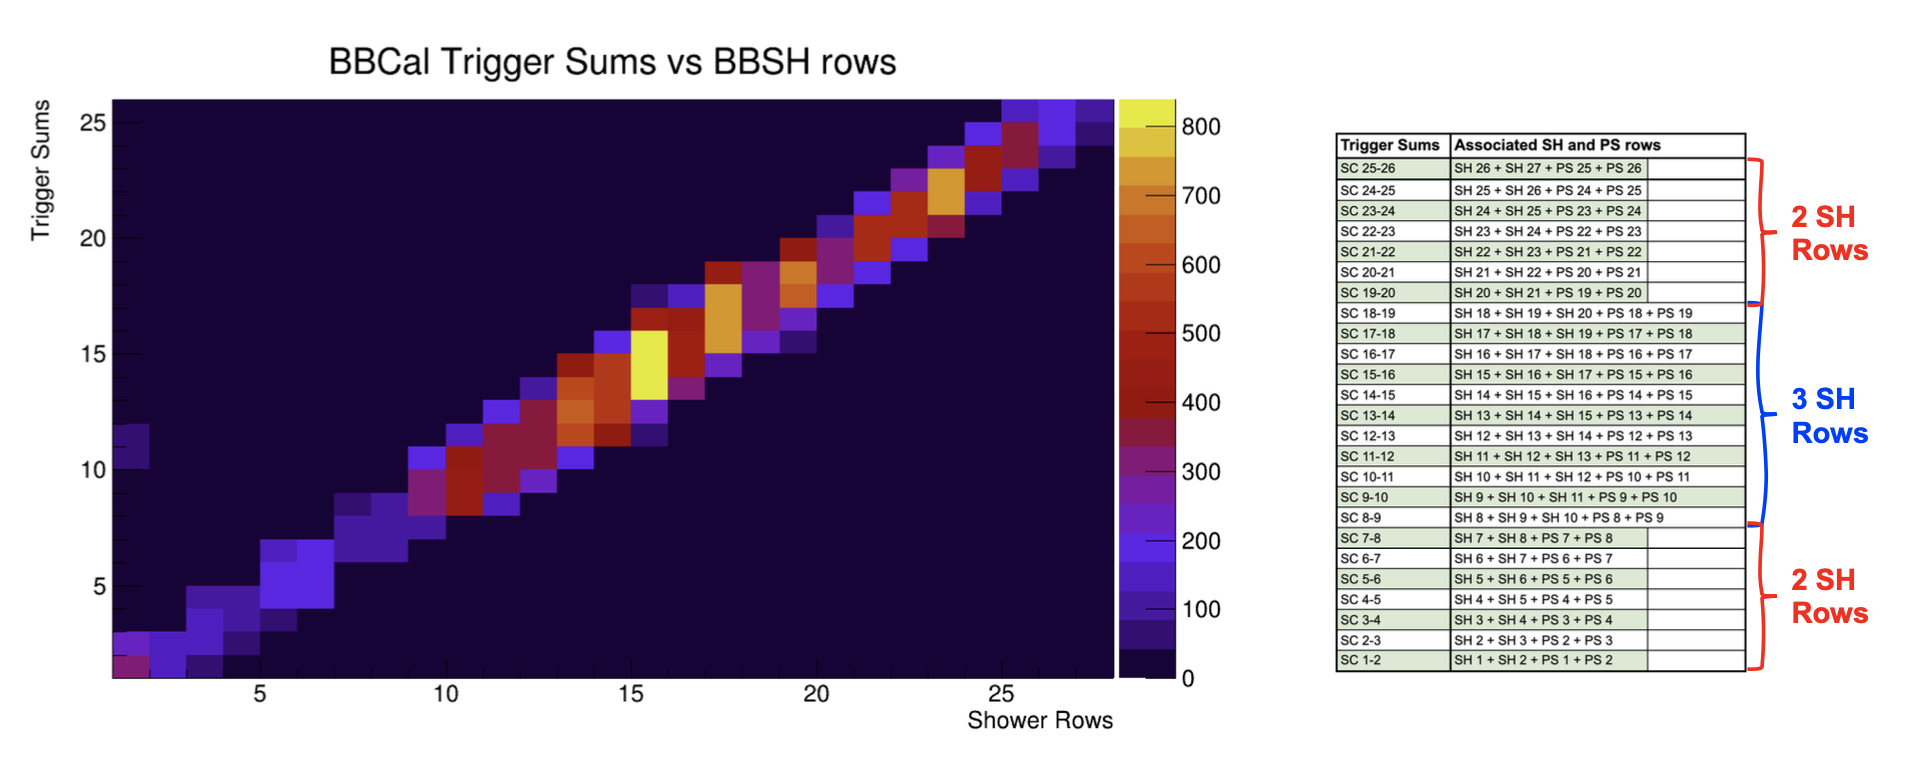 BBCal Trigger Sums vs BBSH rows
Trigger Sums
25
20
15
10
5
5
10
15
20
25
Shower Rows
800
700
600
500
400
300
200
100
0
Trigger Sums Associated SH and PS rows
SC 25-26 SH 26 + SH 27 + PS 25 + PS 26
SC 24-25 SH 25 + SH 26 + PS 24 + PS 25
SC 23-24 SH 24 + SH 25 + PS 23 + PS 24
SC 22-23 SH 23 + SH 24 + PS 22 + PS 23
SC 21-22 SH 22 + SH 23 + PS 21 + PS 22
SC 20-21 SH 21 + SH 22 + PS 20 + PS 21
SC 19-20 SH 20 + SH 21 + PS 19 + PS 20
SC 18-19 SH 18 + SH 19 + SH 20 + PS 18 + PS 19
SC 17-18 SH 17 + SH 18 + SH 19 + PS 17 + PS 18
SC 16-17 SH 16 + SH 17 + SH 18 + PS 16 + PS 17
SC 15-16 SH 15 + SH 16 + SH 17 + PS 15 + PS 16
SC 14-15 SH 14 + SH 15 + SH 16 + PS 14 + PS 15
SC 13-14 SH 13 + SH 14 + SH 15 + PS 13 + PS 14
SC 12-13 SH 12 + SH 13 + SH 14 + PS 12 + PS 13
SC 11-12 SH 11 + SH 12 + SH 13 + PS 11 + PS 12
SC 10-11 SH 10 + SH 11 + SH 12 + PS 10 + PS 11
SC 9-10 SH 9 + SH 10 + SH 11 + PS 9 + PS 10
SC 8-9 SH 8 + SH 9 + SH 10 + PS 8 + PS 9
SC 7-8 SH 7 + SH 8 + PS 7 + PS 8
SC 6-7 SH 6 + SH 7 + PS 6 + PS 7
SC 5-6 SH 5 + SH 6 + PS 5 + PS 6
SC 4-5 SH 4 + SH 5 + PS 4 + PS 5
SC 3-4 SH 3 + SH 4 + PS 3 + PS 4
SC 2-3 SH 2 + SH 3 + PS 2 + PS 3
SC 1-2 SH 1 + SH 2 + PS 1 + PS 2
2 SH
Rows
3 SH
Rows
2 SH
Rows